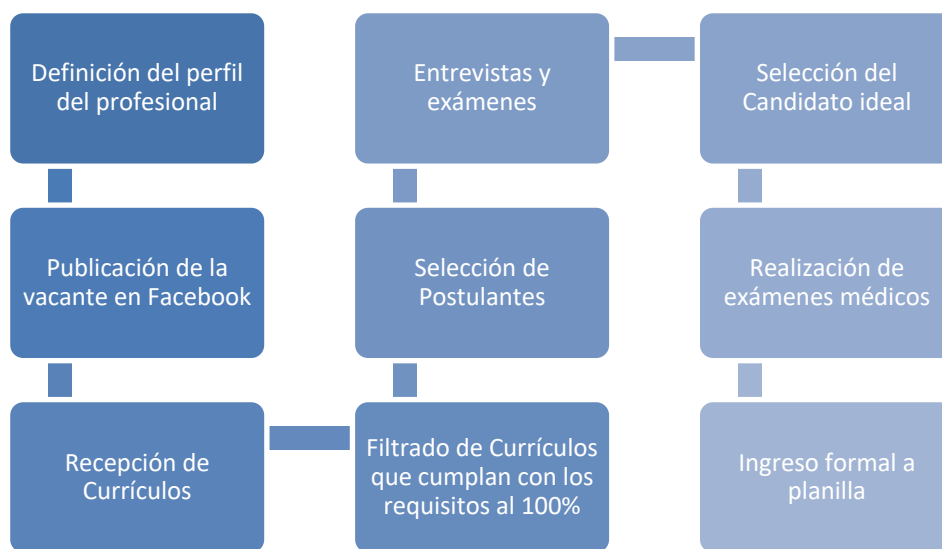 Definición del perfil
del profesional
Publicación de la
vacante en Facebook
Recepción de
Currículos
Filtrado de Currículos
que cumplan con los
requisitos al 100%
Selección de
Postulantes
Entrevistas y
exámenes
Selección del
Candidato ideal
Realización de
exámenes médicos
Ingreso formal a
planilla